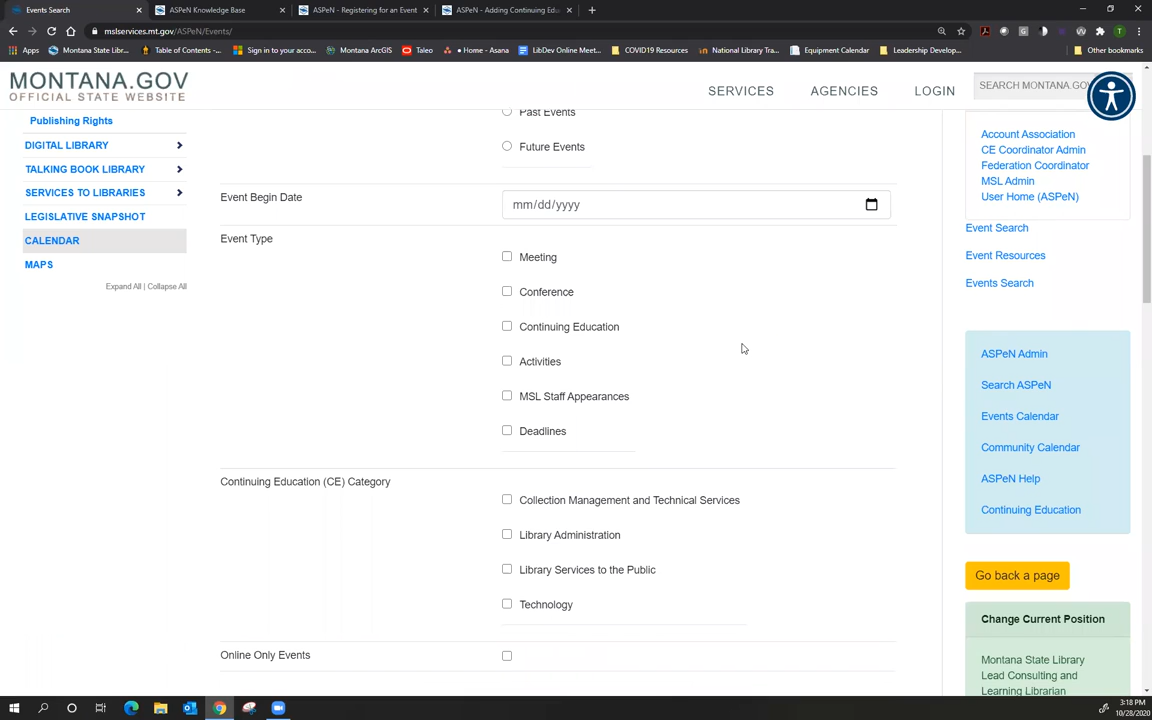 Events Search
ASPeN Knowledge Base
ASPeN - Registering for an Event
ASPeN - Adding Continuing Edu
mslservices.mt.gov/ASPeN/Events/
Apps
Montana State Libr...
Table of Contents -...
Sign in to your acco...
Montana ArcGIS
Taleo
• Home - Asana
LibDev Online Meet...
COVID19 Resources
National Library Tra...
Equipment Calendar
Leadership Develop...
Other bookmarks
MONTANA.GOV
OFFICIAL STATE WEBSITE
SERVICES
AGENCIES
LOGIN
SEARCH MONTANA.GOV
Publishing Rights
DIGITAL LIBRARY
TALKING BOOK LIBRARY
SERVICES TO LIBRARIES
LEGISLATIVE SNAPSHOT
CALENDAR
MAPS
Expand All | Collapse All
Past Events
Future Events
Event Begin Date
mm/dd/yyyy
Event Type
Meeting
Conference
Continuing Education
Activities
MSL Staff Appearances
Deadlines
Continuing Education (CE) Category
Collection Management and Technical Services
Library Administration
Library Services to the Public
Technology
Online Only Events
Account Association
CE Coordinator Admin
Federation Coordinator
MSL Admin
User Home (ASPeN)
Event Search
Event Resources
Events Search
ASPeN Admin
Search ASPeN
Events Calendar
Community Calendar
ASPeN Help
Continuing Education
Go back a page
Change Current Position
Montana State Library
Lead Consulting and
Learning Librarian
3:18 PM
10/28/2020